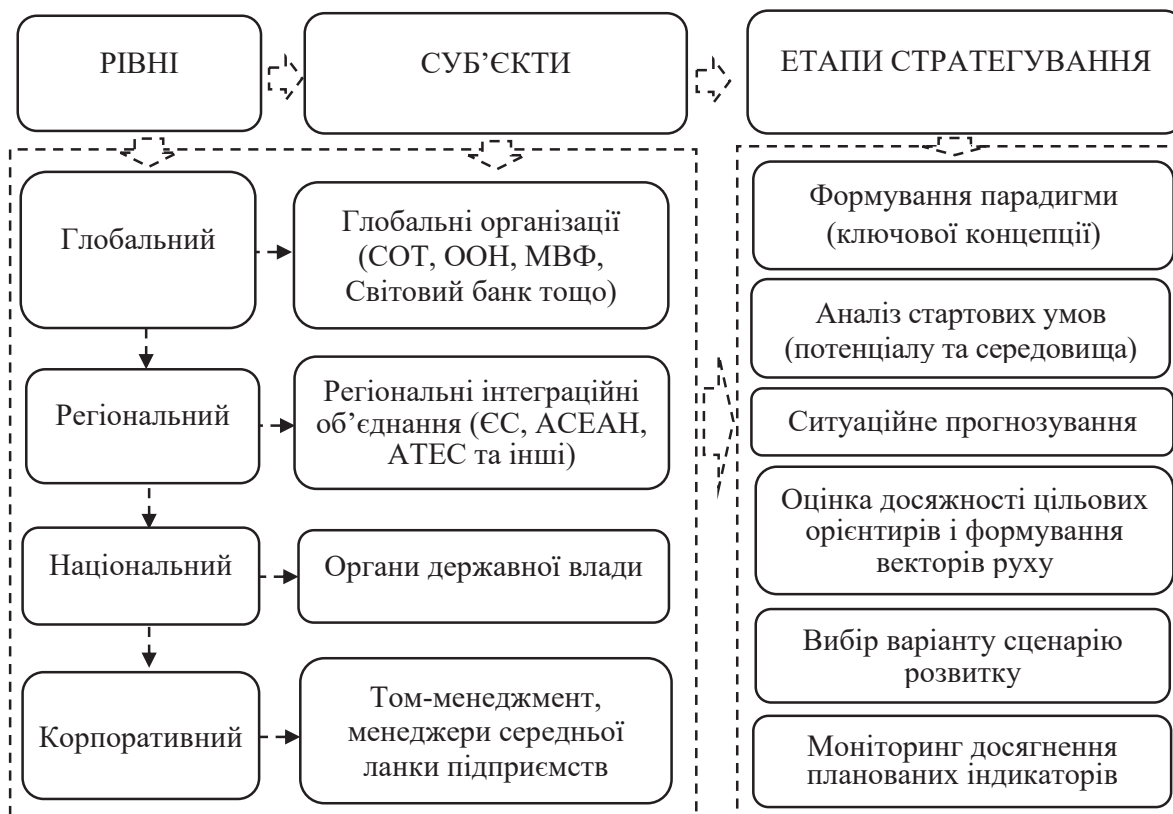 РІВНІ
СУБ’ЄКТИ
ЕТАПИ СТРАТЕГУВАННЯ
Глобальний
Глобальні організації
(СОТ, ООН, МВФ,
Світовий банк тощо)
Регіональний
Регіональні інтеграційні
об’єднання (ЄС, АСЕАН,
АТЕС та інші)
Національний
Органи державної влади
Корпоративний
Том-менеджмент,
менеджери середньої
ланки підприємств
Формування парадигми
(ключової концепції)
Аналіз стартових умов
(потенціалу та середовища)
Ситуаційне прогнозування
Оцінка досяжності цільових
орієнтирів і формування
векторів руху
Вибір варіанту сценарію
розвитку
Моніторинг досягнення
планованих індикаторів